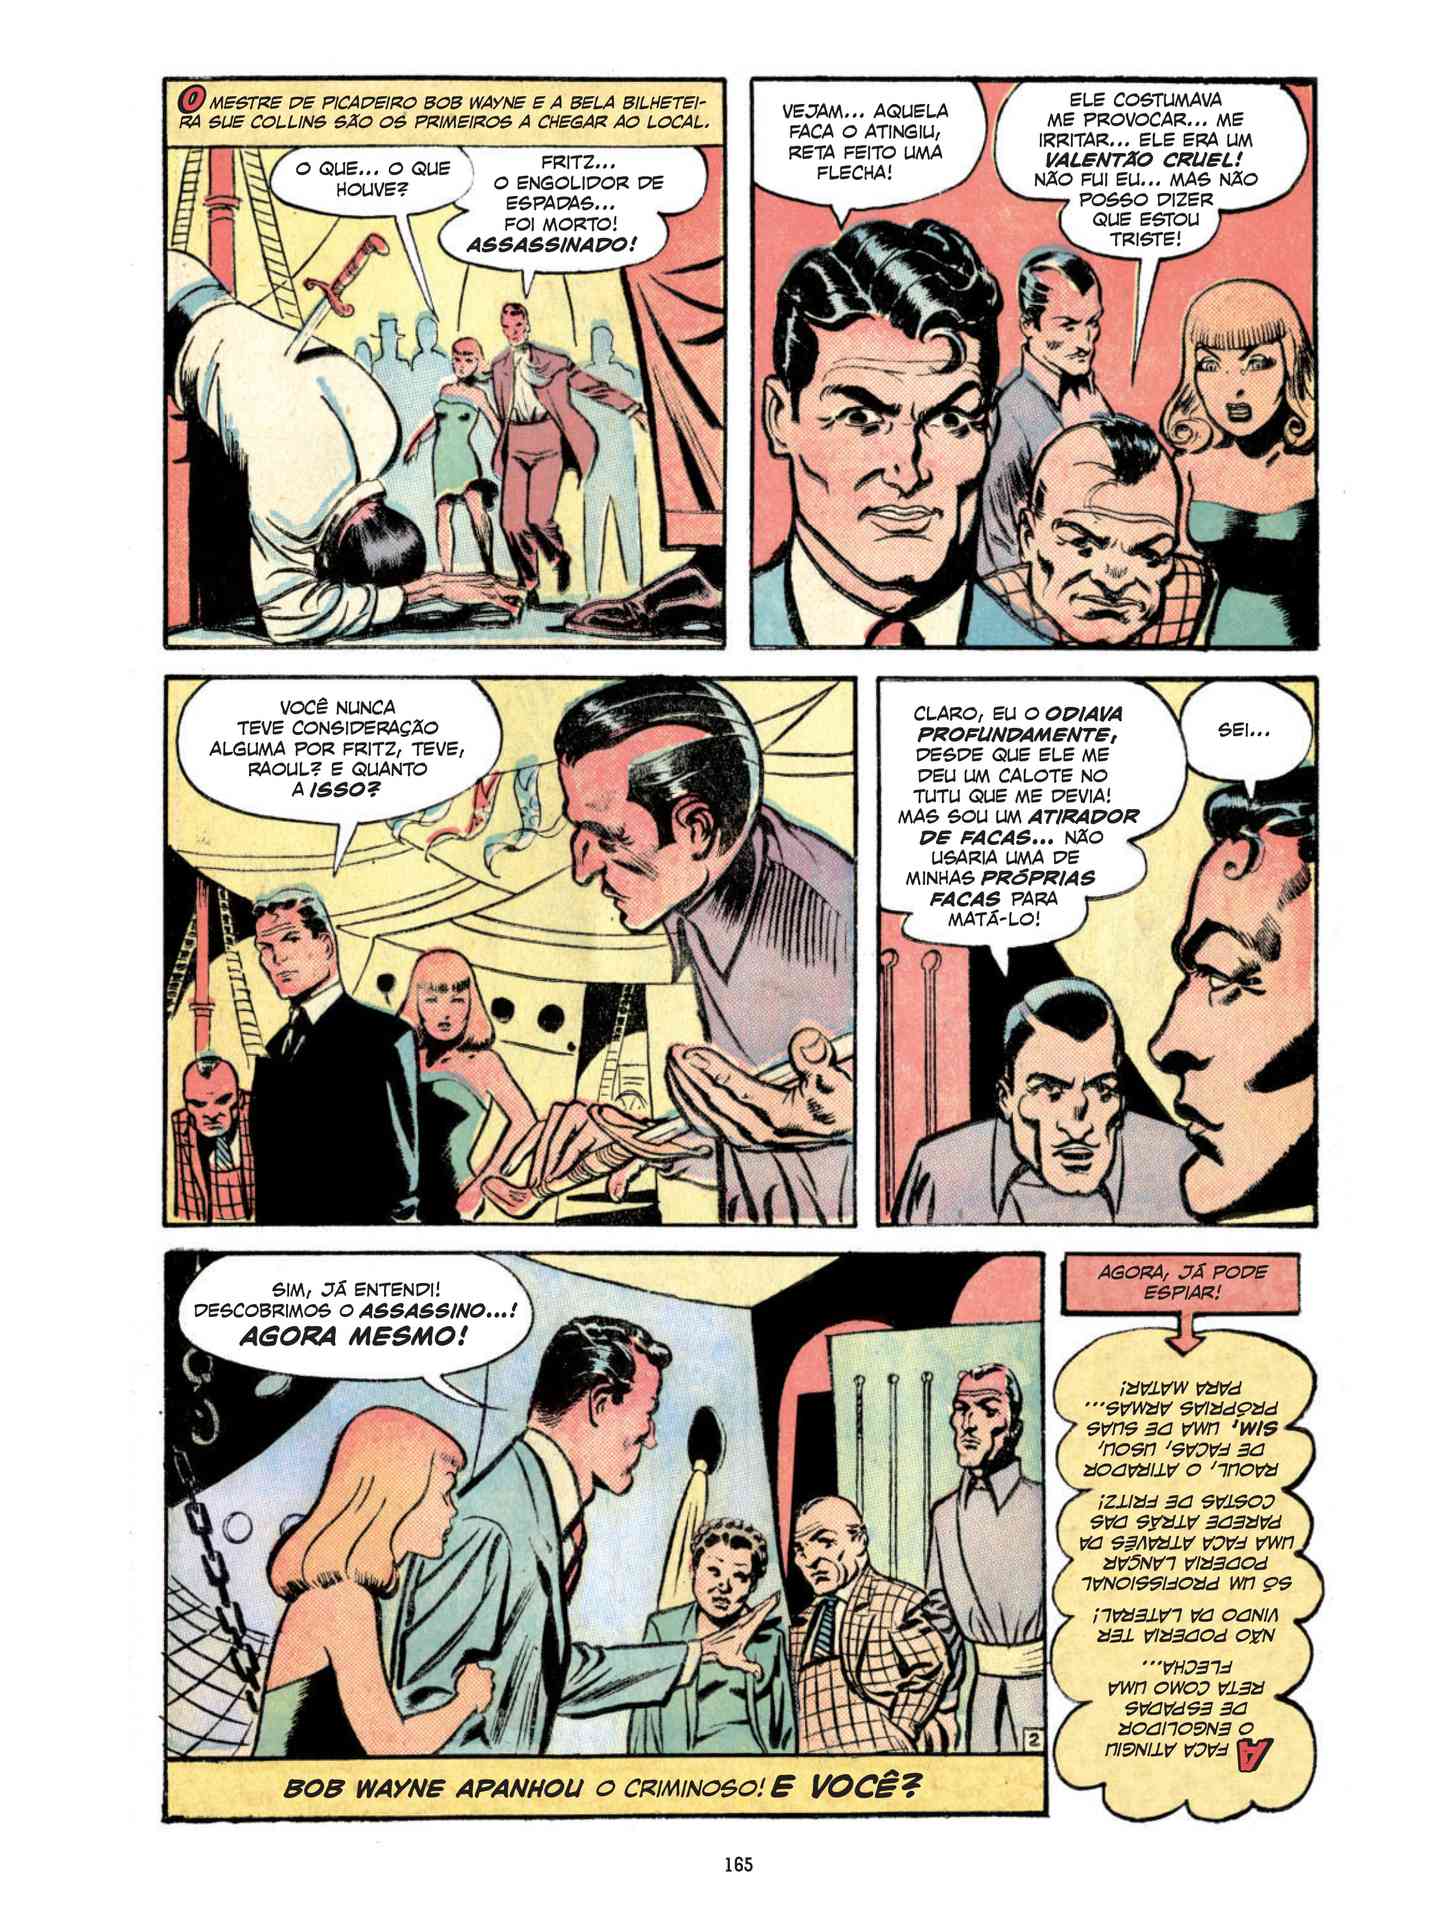 O MESTRE DE PICADEIRO BOB WAYNE E A BELA BILHETEI-
RA SUE COLLINS SÃO OS PRIMEIROS A CHEGAR AO LOCAL.
O QUE... O QUE
HOUVE?
FRITZ...
O ENGOLIDOR DE
ESPADAS...
FOI MORTO!
ASSASSINADO!
VEJAM... AQUELA
FACA O ATINGIU,
RETA FEITO UMA
FLECHA!
ELE COSTUMAVA
ME PROVOCAR... ME
IRRITAR... ELE ERA UM
VALENTÃO CRUEL!
NÃO FUI EU... MAS NÃO
POSSO DIZER
QUE ESTOU
TRISTE!
VOCÊ NUNCA
TEVE CONSIDERAÇÃO
ALGUMA POR FRITZ, TEVE,
RAOUL? E QUANTO
A ISSO?
CLARO, EU O ODIAVA
PROFUNDAMENTE,
DESDE QUE ELE ME
DEU UM CALOTE NO
TUTU QUE ME DEVIA!
MAS SOU UM ATIRADOR
DE FACAS... NÃO
USARIA UMA DE
MINHAS PRÓPRIAS
FACAS PARA
MATÁ-LO!
SEI...
SIM, JÁ ENTENDI!
DESCOBRIMOS O ASSASSINO...!
AGORA MESMO!
2
BOB WAYNE APANHOU O CRIMINOSO! E VOCÊ?
AGORA, JÁ PODE
ESPIAR!
A FACA ATINGIU
O ENGOLIDOR
DE ESPADAS
RETA COMO UMA
FLECHA...
NÃO PODERIA TER
VINDO DA LATERAL!
SÓ UM PROFISSIONAL
PODERIA LANÇAR
UMA FACA ATRAVÉS DA
PAREDE ATRÁS DAS
COSTAS DE FRITZ!
RAOUL, O ATIRADOR
DE FACAS, USOU,
SIM, UMA DE SUAS
PRÓPRIAS ARMAS...
PARA MATAR!
165